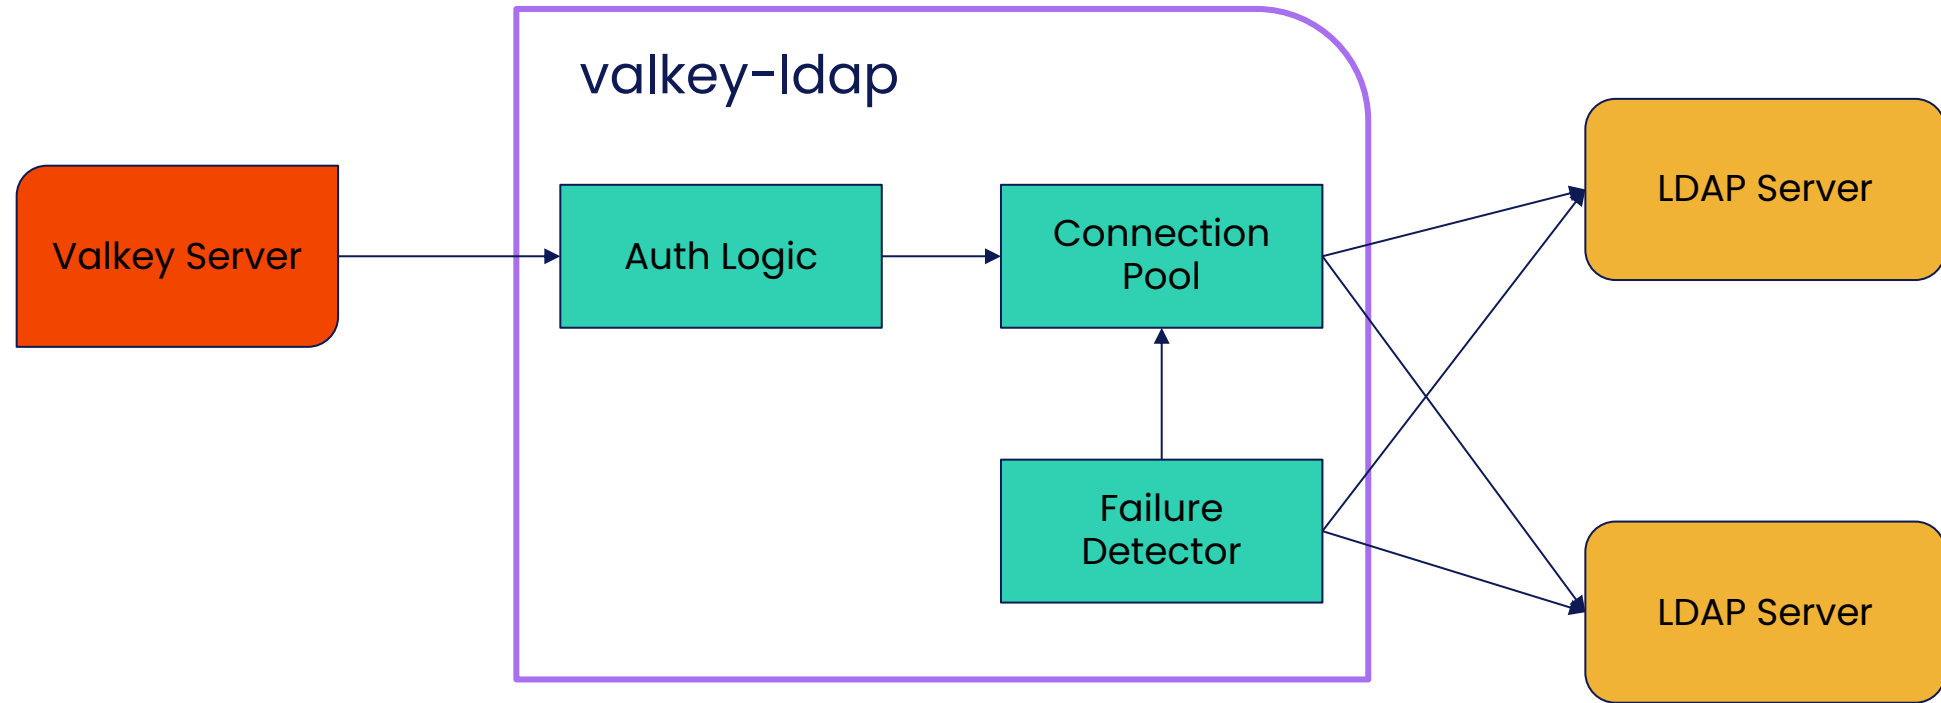 valkey-ldap
Valkey Server
Auth Logic
Connection
Pool
LDAP Server
Failure
Detector
LDAP Server